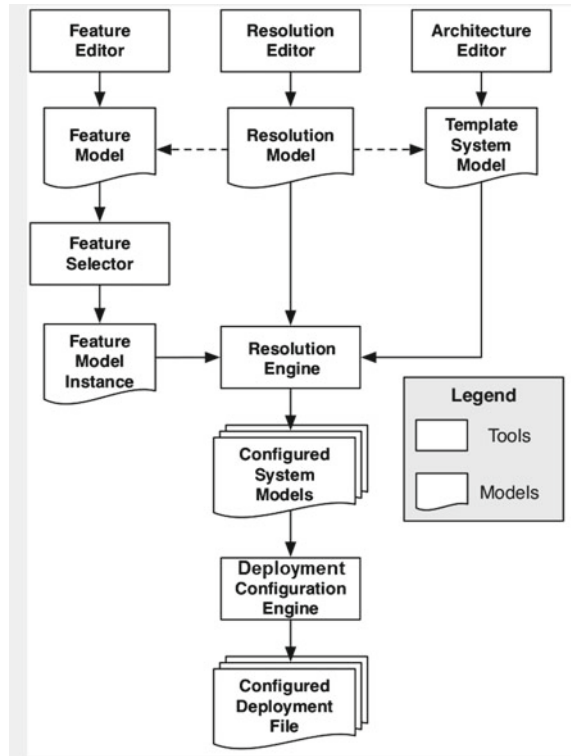 Feature
Editor
Resolution
Editor
Architecture
Editor
Feature
Model
Resolution
Model
Template
System
Model
Feature
Selector
Feature
Model
Instance
Resolution
Engine
Legend
Tools
Models
Configured
System
Models
Deployment
Configuration
Engine
Configured
Deployment
File